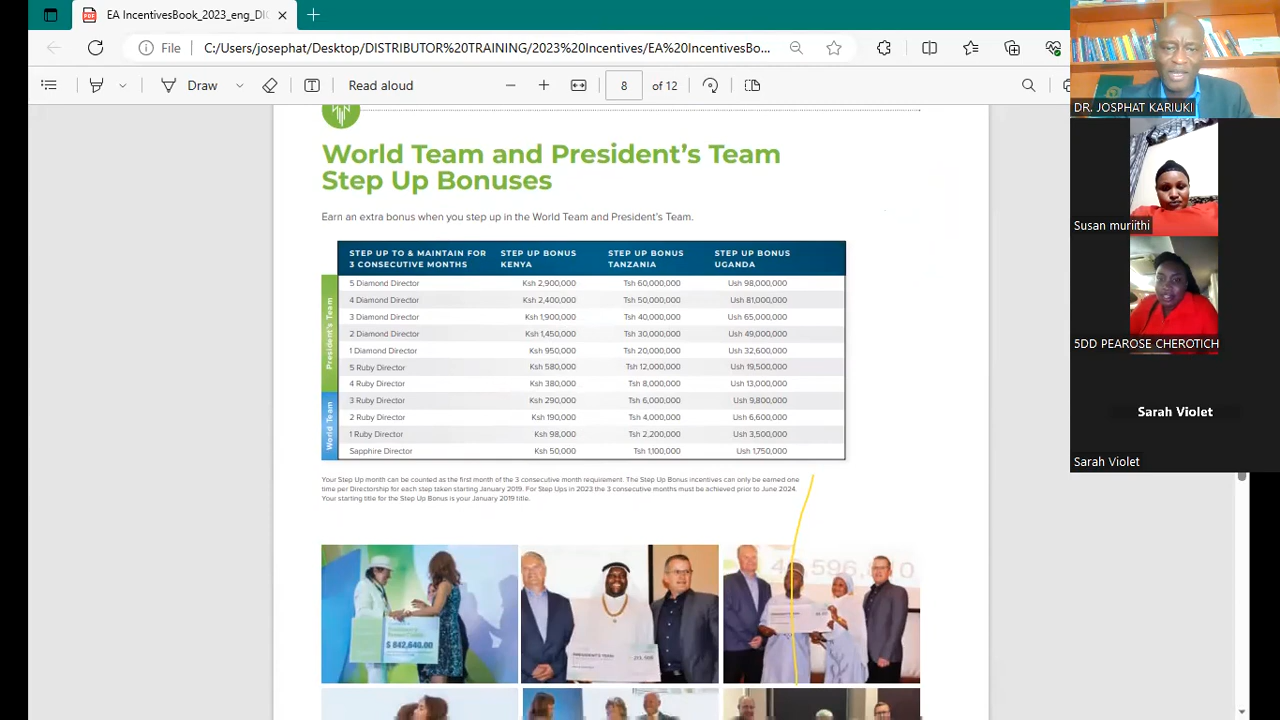 EA IncentivesBook_2023_eng_DI
File
C:/Users/josephat/Desktop/DISTRIBUTOR%20TRAINING/2023%20Incentives/EA%20IncentivesBo...
Draw
Read aloud
8
of 12
World Team and President's Team
Step Up Bonuses
Earn an extra bonus when you step up in the World Team and President's Team.
STEP UP TO & MAINTAIN FOR 3 CONSECUTIVE MONTHS STEP UP BONUS KENYA STEP UP BONUS TANZANIA STEP UP BONUS UGANDA
President's Team
5 Diamond Director Ksh 2,900,000 Tsh 60,000,000 Ush 98,000,000
4 Diamond Director Ksh 2,400,000 Tsh 50,000,000 Ush 81,000,000
3 Diamond Director Ksh 1,900,000 Tsh 40,000,000 Ush 65,000,000
2 Diamond Director Ksh 1,450,000 Tsh 30,000,000 Ush 49,000,000
1 Diamond Director Ksh 950,000 Tsh 20,000,000 Ush 32,600,000
5 Ruby Director Ksh 580,000 Tsh 12,000,000 Ush 19,500,000
4 Ruby Director Ksh 380,000 Tsh 8,000,000 Ush 13,000,000
World Team
3 Ruby Director Ksh 290,000 Tsh 6,000,000 Ush 9,800,000
2 Ruby Director Ksh 190,000 Tsh 4,000,000 Ush 6,600,000
1 Ruby Director Ksh 98,000 Tsh 2,200,000 Ush 3,500,000
Sapphire Director Ksh 50,000 Tsh 1,100,000 Ush 1,750,000
Your Step Up month can be counted as the first month of the 3 consecutive month requirement. The Step Up Bonus incentives can only be earned one
time per Directorship for each step taken starting January 2019. For Step Ups in 2023 the 3 consecutive months must be achieved prior to June 2024.
Your starting title for the Step Up Bonus is your January 2019 title.
$ 842,640.00
DR. JOSPHAT KARIUKI
Susan muriithi
5DD PEAROSE CHEROTICH
Sarah Violet
Sarah Violet